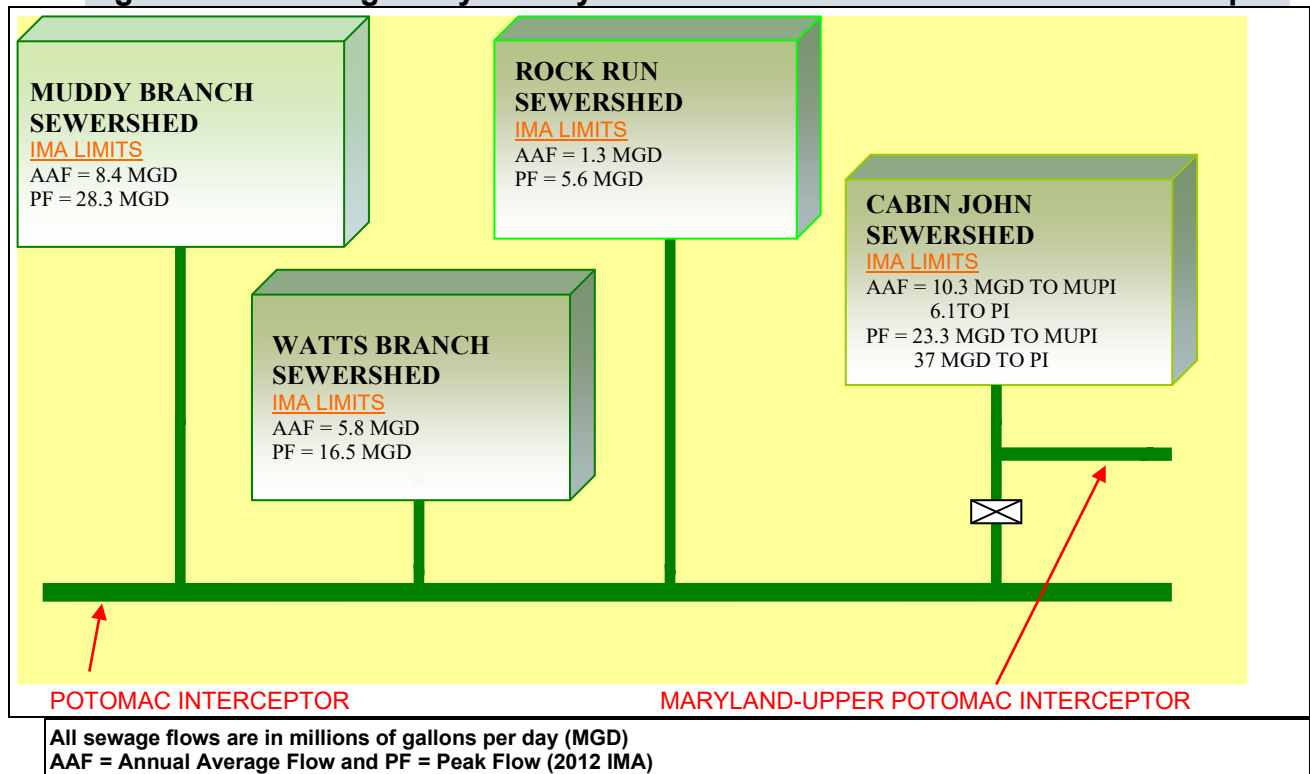 MUDDY BRANCH
SEWERSHED
IMA LIMITS
AAF = 8.4 MGD
PF = 28.3 MGD
ROCK RUN
SEWERSHED
IMA LIMITS
AAF = 1.3 MGD
PF = 5.6 MGD
CABIN JOHN
SEWERSHED
IMA LIMITS
AAF = 10.3 MGD TO MUPI
6.1TO PI
PF = 23.3 MGD TO MUPI
37 MGD TO PI
WATTS BRANCH
SEWERSHED
IMA LIMITS
AAF = 5.8 MGD
PF = 16.5 MGD
POTOMAC INTERCEPTOR
MARYLAND-UPPER POTOMAC INTERCEPTOR
All sewage flows are in millions of gallons per day (MGD)
AAF = Annual Average Flow and PF = Peak Flow (2012 IMA)